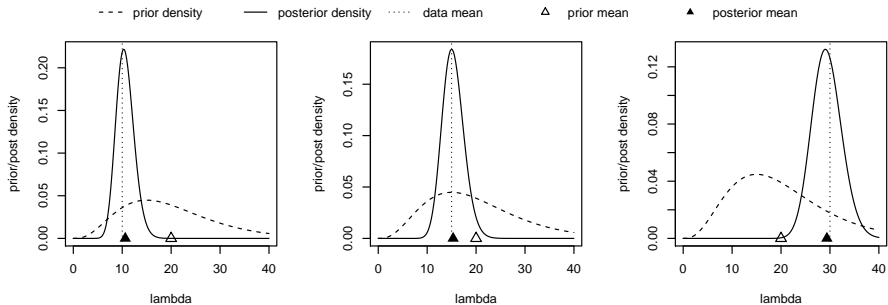 prior density posterior density data mean prior mean posterior mean
prior/post density
0.00 0.05 0.10 0.15 0.20
0 10 20 30 40
lambda
prior/post density
0.00 0.05 0.10 0.15
0 10 20 30 40
lambda
prior/post density
0.00 0.04 0.08 0.12
0 10 20 30 40
lambda